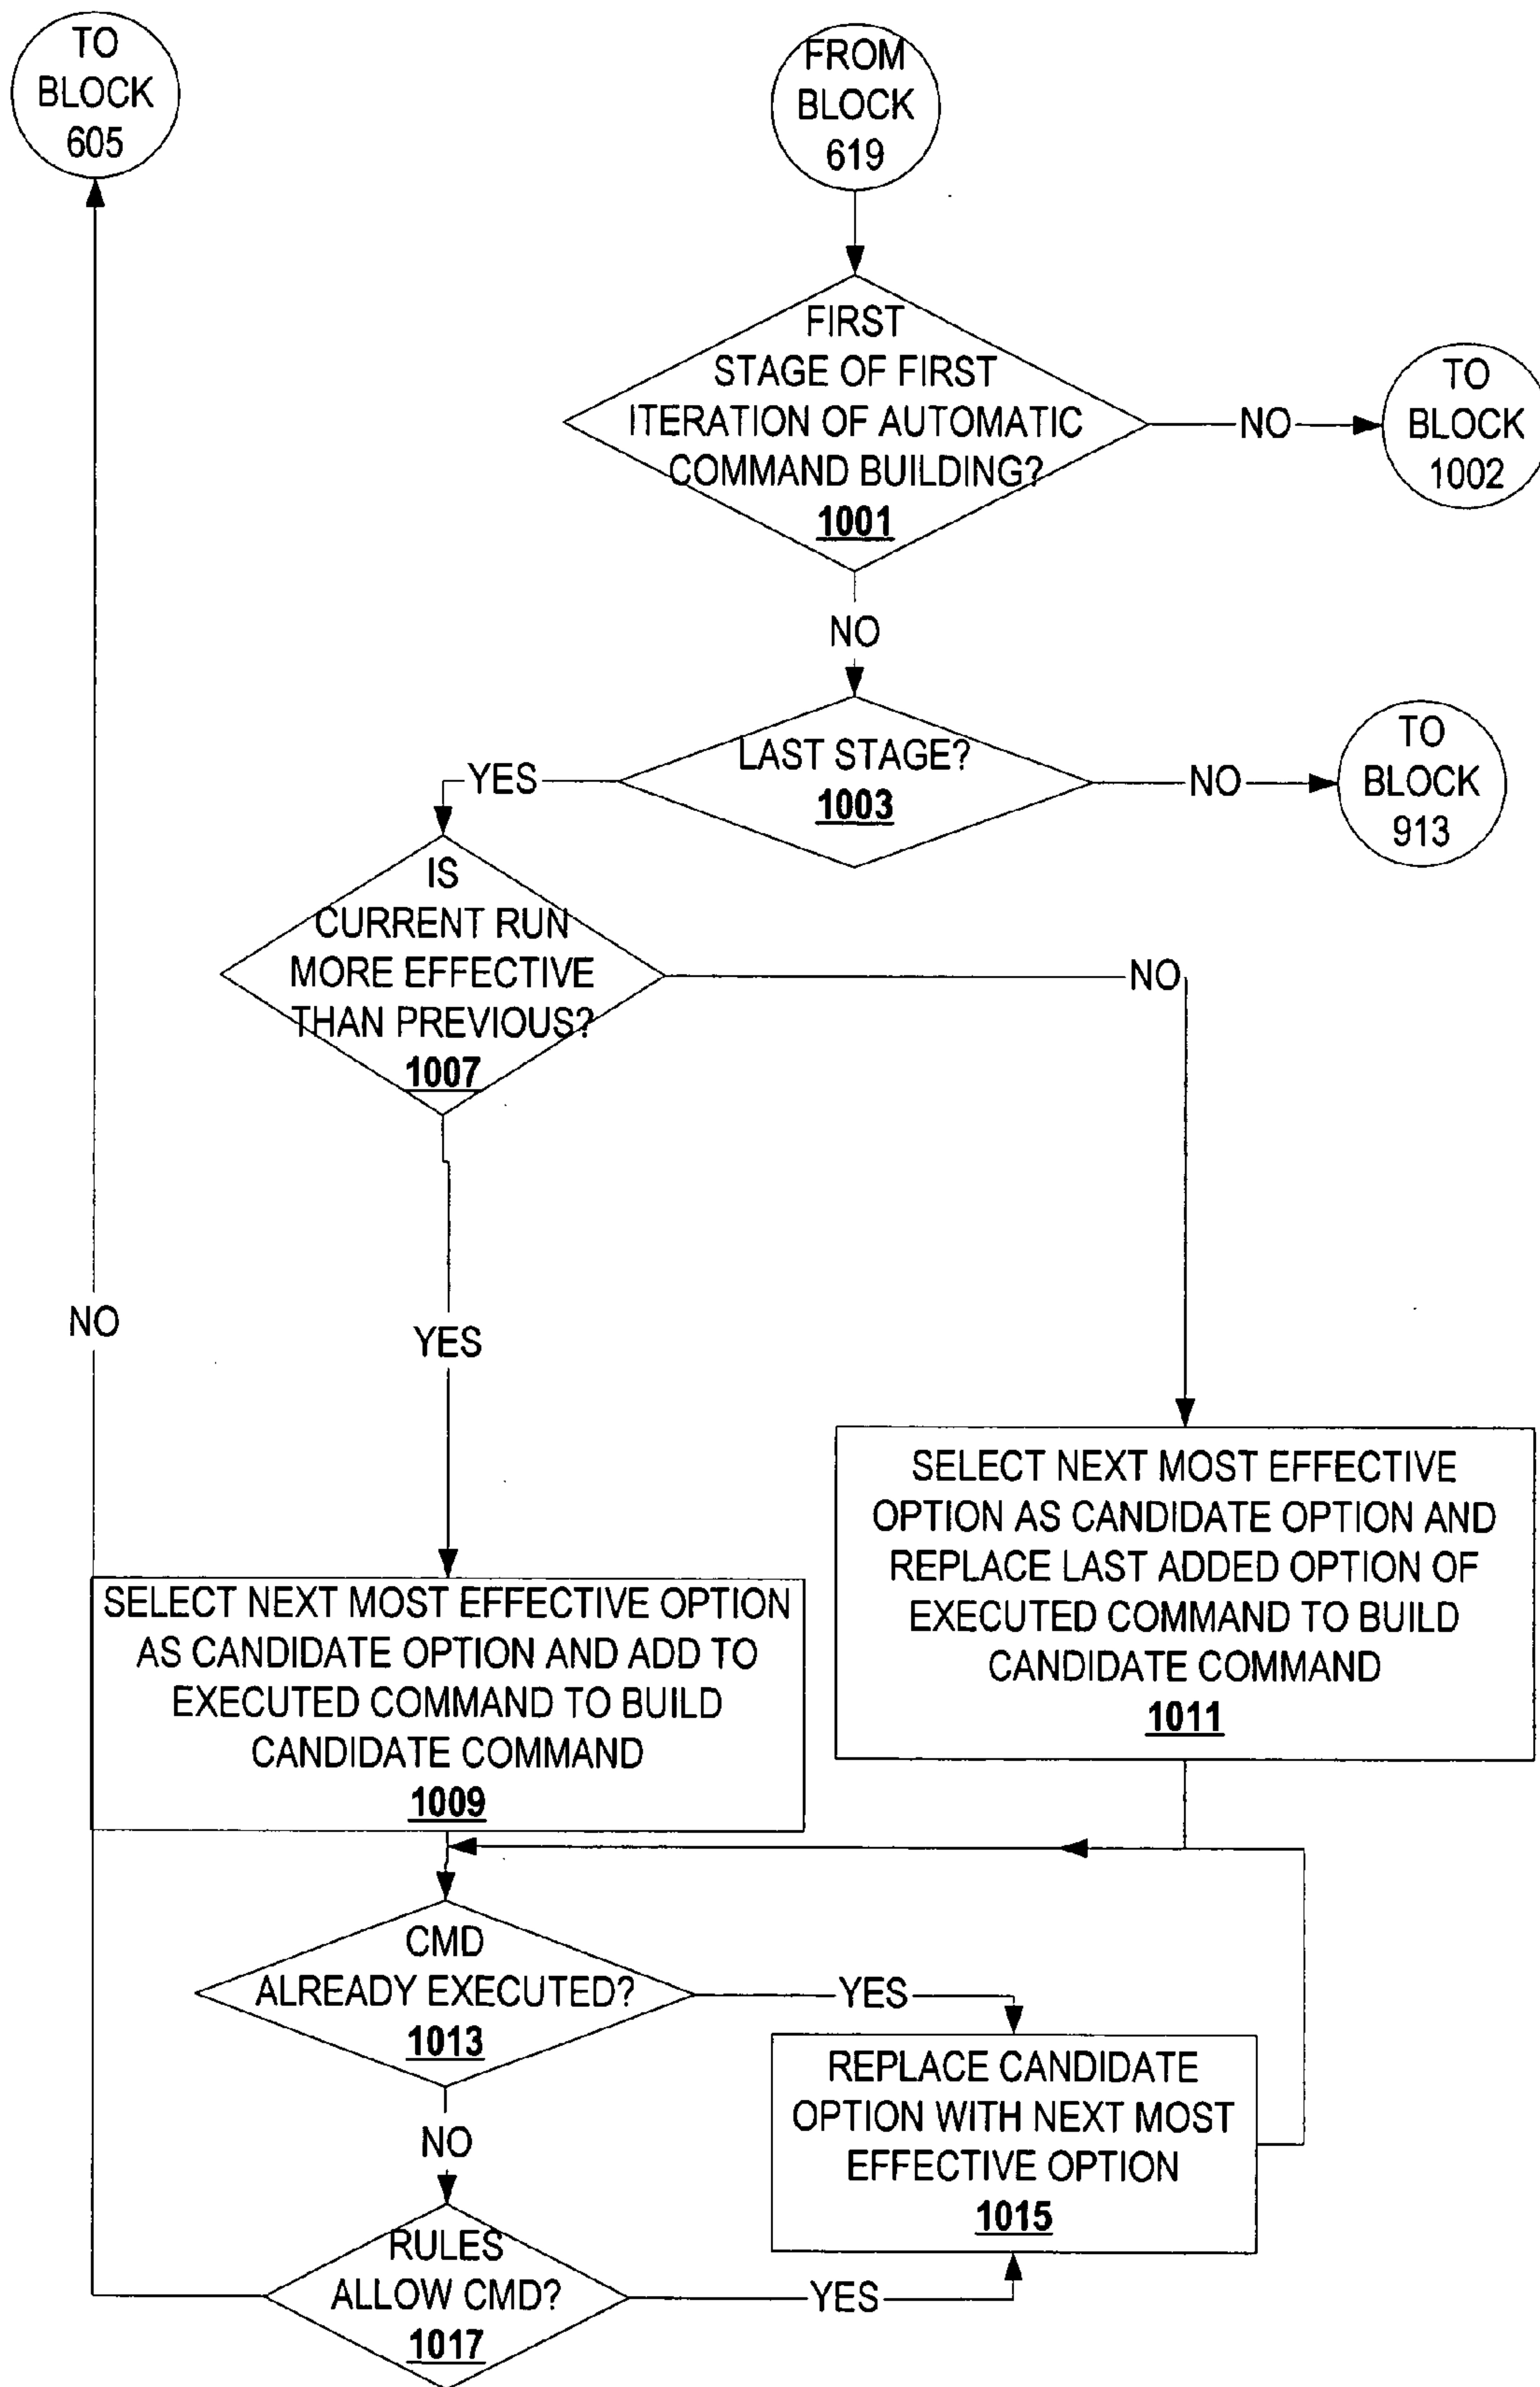 TO
BLOCK
605
FROM
BLOCK
619
FIRST
STAGE OF FIRST
ITERATION OF AUTOMATIC
COMMAND BUILDING?
1001
NO
TO
BLOCK
1002
NO
LAST STAGE?
1003
YES
NO
TO
BLOCK
913
IS
CURRENT RUN
MORE EFFECTIVE
THAN PREVIOUS?
1007
NO
NO
YES
SELECT NEXT MOST EFFECTIVE
OPTION AS CANDIDATE OPTION AND
REPLACE LAST ADDED OPTION OF
EXECUTED COMMAND TO BUILD
CANDIDATE COMMAND
1011
SELECT NEXT MOST EFFECTIVE OPTION
AS CANDIDATE OPTION AND ADD TO
EXECUTED COMMAND TO BUILD
CANDIDATE COMMAND
1009
CMD
ALREADY EXECUTED?
1013
YES
REPLACE CANDIDATE
OPTION WITH NEXT MOST
EFFECTIVE OPTION
1015
NO
RULES
ALLOW CMD?
1017
YES